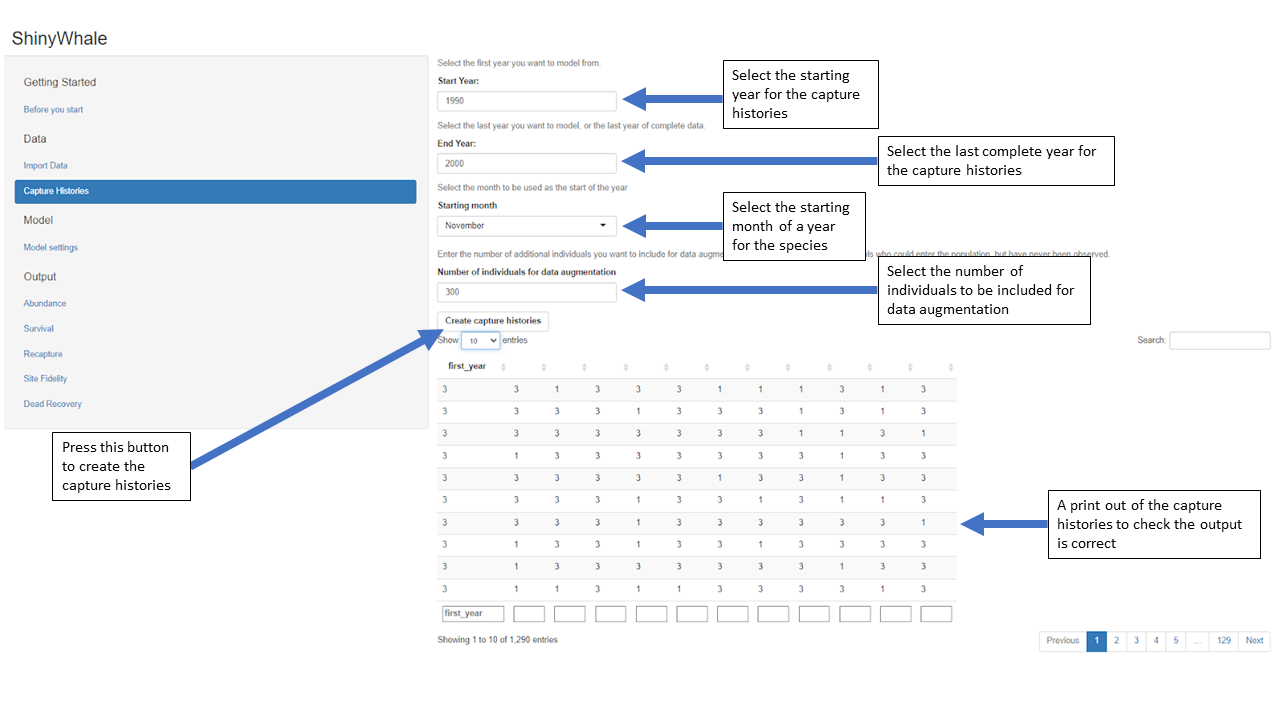 ShinyWhale
Getting Started
Before you start
Data
Import Data
Capture Histories
Model
Model settings
Output
Abundance
Survival
Recapture
Site Fidelity
Dead Recovery
Select the first year you want to model from.
Start Year:
1990
Select the last year you want to model, or the last year of complete data.
End Year:
2000
Select the month to be used as the start of the year
Starting month
November
Enter the number of additional individuals you want to include for data augme
who could enter the population, but have never been observed.
Number of individuals for data augmentation
300
Create capture histories
Show 10 entries
Search:
first_year
3 3 1 3 3 3 1 1 1 3 1 3
3 3 3 3 1 3 3 3 1 3 1 3
3 3 3 3 3 3 3 3 1 1 3 1
3 1 3 3 3 3 3 3 3 1 3 3
3 3 3 3 3 3 1 3 3 1 3 3
3 3 3 3 1 3 3 1 3 1 1 3
3 3 3 3 1 3 3 3 3 3 3 1
3 1 3 3 1 3 3 1 3 3 3 3
3 1 3 3 3 3 3 3 3 1 3 3
3 1 1 3 1 1 3 3 3 3 1 3
first_year
Showing 1 to 10 of 1,290 entries
Previous 1 2 3 4 5 ... 129 Next
Select the starting
year for the capture
histories
Select the last complete year for
the capture histories
Select the starting
month of a year
for the species
Select the number of
individuals to be included for
data augmentation
Press this button
to create the
capture histories
A print out of the capture
histories to check the output
is correct